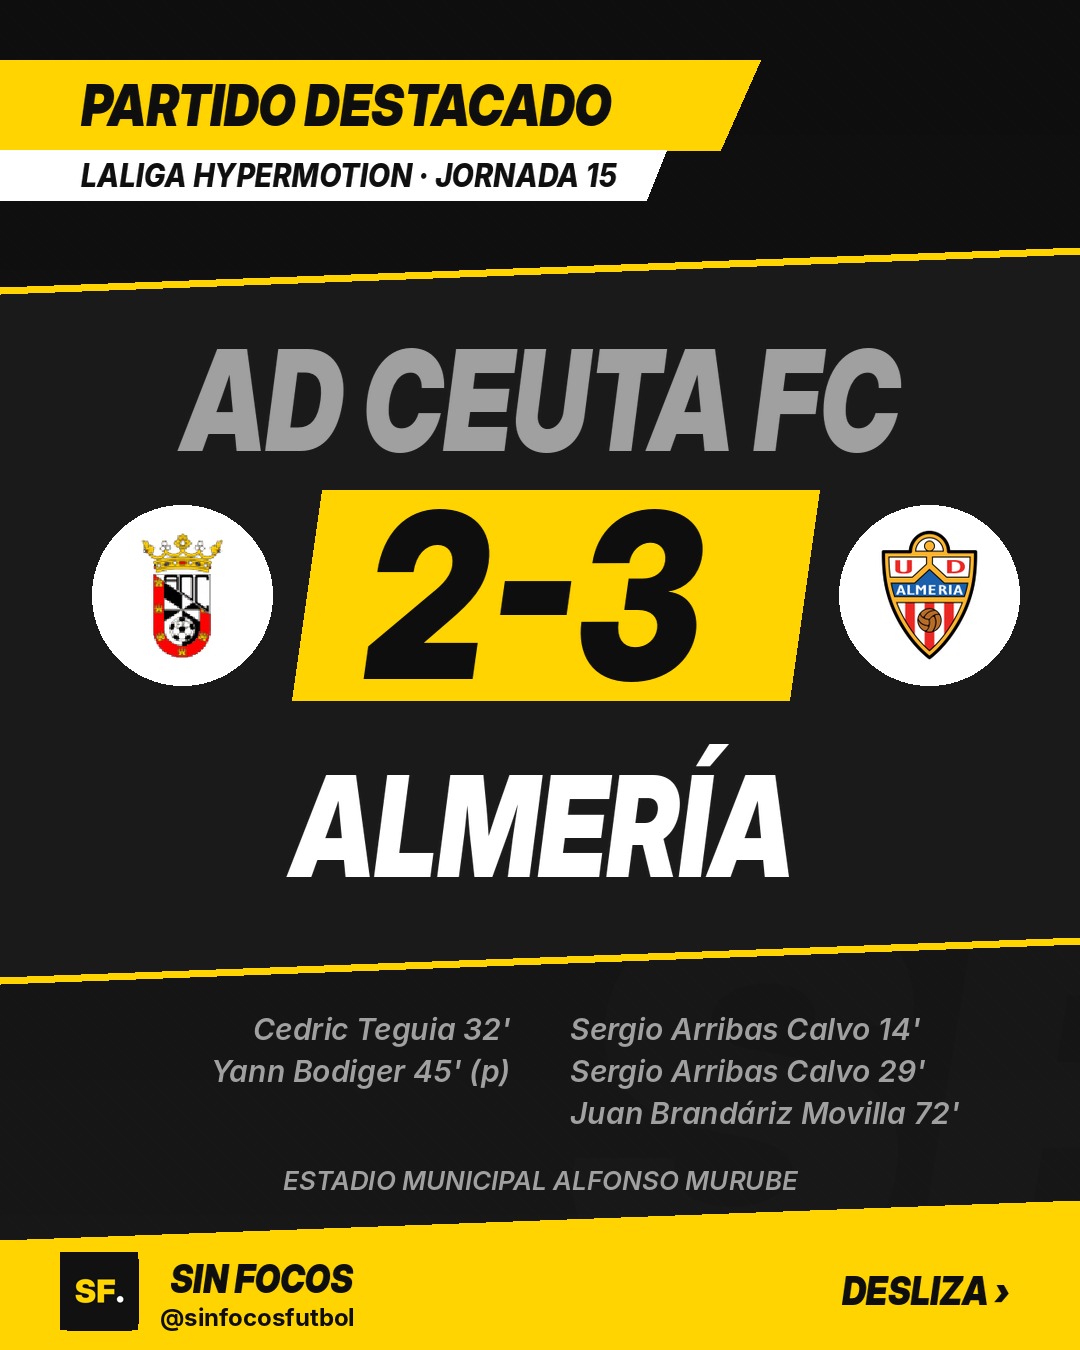 PARTIDO DESTACADO
LALIGA HYPERMOTION · JORNADA 15
AD CEUTA FC
2-3
U D
ALMERIA
ALMERÍA
Cedric Teguia 32'
Yann Bodiger 45' (p)
Sergio Arribas Calvo 14'
Sergio Arribas Calvo 29'
Juan Brandáriz Movilla 72'
ESTADIO MUNICIPAL ALFONSO MURUBE
SF.
SIN FOCOS
@sinfocosfutbol
DESLIZA ›